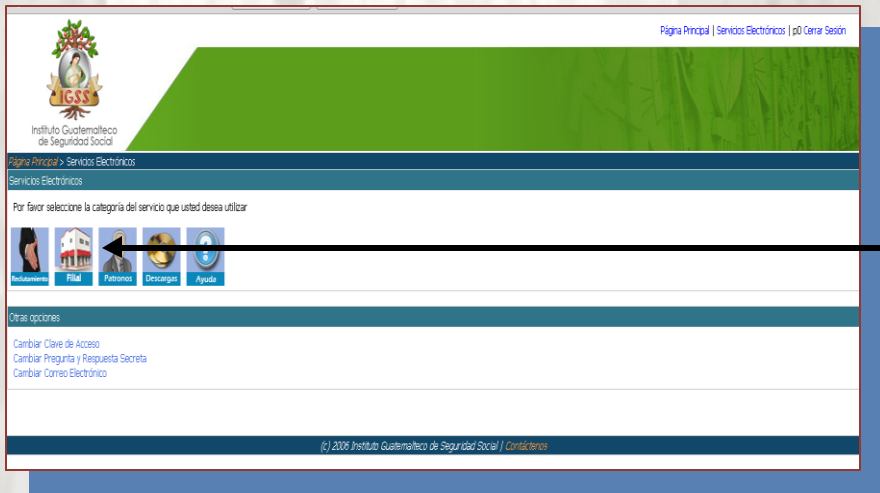 Página Principal | Servicios Electrónicos | p0 Cerrar Sesión
IGSS
Instituto Guatemalteco
de Seguridad Social
Página Principal > Servicios Electrónicos
Servicios Electrónicos
Por favor seleccione la categoría del servicio que usted desea utilizar
Reclutamiento Filial Patronos Descargas Ayuda
Otras opciones
Cambiar Clave de Acceso
Cambiar Pregunta y Respuesta Secreta
Cambiar Correo Electrónico
(c) 2006 Instituto Guatemalteco de Seguridad Social | Contáctenos